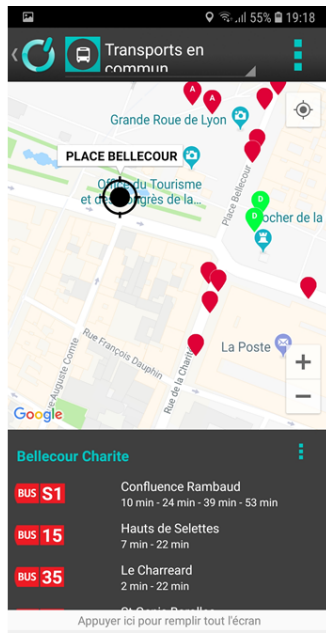 55% 19:18
Transports en
commun
A
A
Grande Roue de Lyon
PLACE BELLECOUR
Office du Tourisme
et des Congrès de la...
Place Bellecour
D
D
ocher de la
La Poste
Rue François Dauphin
Auguste Comte
Rue de la Charité
+
−
Google
Bellecour Charite
BUS S1 Confluence Rambaud
10 min - 24 min - 39 min - 53 min
BUS 15 Hauts de Selettes
7 min - 22 min
BUS 35 Le Charreard
2 min - 22 min
Appuyer ici pour remplir tout l'écran